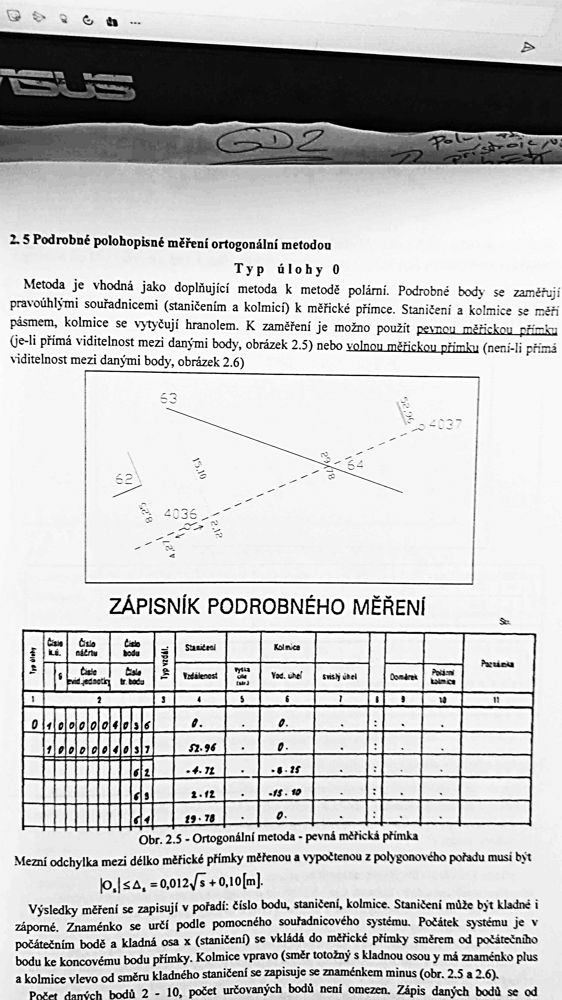 ASUS
GD2
2. 5 Podrobné polohopisné měření ortogonální metodou
Typ úlohy 0
Metoda je vhodná jako doplňující metoda k metodě polární. Podrobné body se zaměřují
pravoúhlými souřadnicemi (staničením a kolmicí) k měřické přímce. Staničení a kolmice se měří
pásmem, kolmice se vytyčují hranolem. K zaměření je možno použít pevnou měřickou přímku
(je-li přímá viditelnost mezi danými body, obrázek 2.5) nebo volnou měřickou přímku (není-li přímá
viditelnost mezi danými body, obrázek 2.6)
63
52,96
4037
29,78
64
15,10
62
8,25
4036
2,12
ZÁPISNÍK PODROBNÉHO MĚŘENÍ
Typ úlohy Číslo k.ú. Číslo náčrtu Číslo bodu Typ vzdál. Staničení Kolmice Poznámka
Číslo evid.jednotky Číslo tr. bodu Vzdálenost Výška cíle Vod. úhel svislý úhel Doměrek Polární kolmice
1 2 3 4 5 6 7 8 9 10 11
0 1 0 0 0 0 0 4 0 3 6 0. . 0. . : . .
1 0 0 0 0 0 4 0 3 7 52.96 . 0. . : . .
6 2 -4.72 . -8.25 . : . .
6 3 2.12 . -15.10 . : . .
6 4 29.78 . 0. . : . .
Obr. 2.5 - Ortogonální metoda - pevná měřická přímka
Mezní odchylka mezi délko měřické přímky měřenou a vypočtenou z polygonového pořadu musí být
|Os| ≤ Δs = 0,012√s + 0,10[m].
Výsledky měření se zapisují v pořadí: číslo bodu, staničení, kolmice. Staničení může být kladné i
záporné. Znaménko se určí podle pomocného souřadnicového systému. Počátek systému je v
počátečním bodě a kladná osa x (staničení) se vkládá do měřické přímky směrem od počátečního
bodu ke koncovému bodu přímky. Kolmice vpravo (směr totožný s kladnou osou y má znaménko plus
a kolmice vlevo od směru kladného staničení se zapisuje se znaménkem minus (obr. 2.5 a 2.6).
Počet daných bodů 2 - 10, počet určovaných bodů není omezen. Zápis daných bodů se od